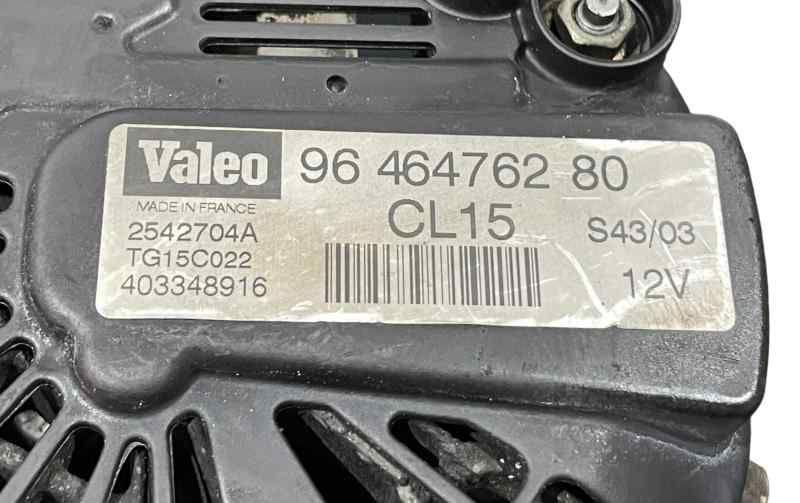 Valeo 96 464762 80
MADE IN FRANCE
CL15
2542704A
S43/03
TG15C022
403348916
12V